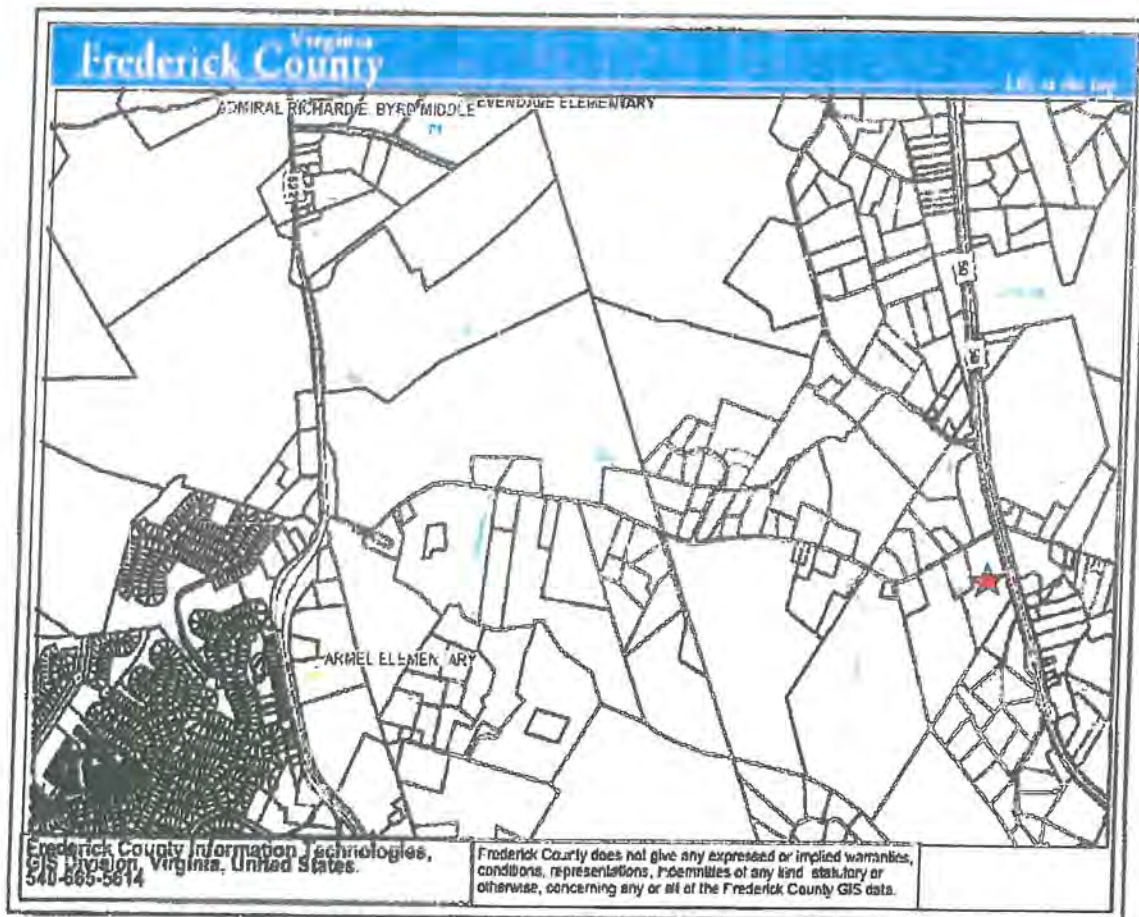 Virginia
Frederick County
ADMIRAL RICHARD E. BYRD MIDDLE
ELEMENTARY
522
50
50
ARMEL ELEMENTARY
Frederick County Information Technologies,
GIS Division, Virginia, United States.
540-665-5614
Frederick County does not give any expressed or implied warranties,
conditions, representations, indemnities of any kind statutory or
otherwise, concerning any or all of the Frederick County GIS data.